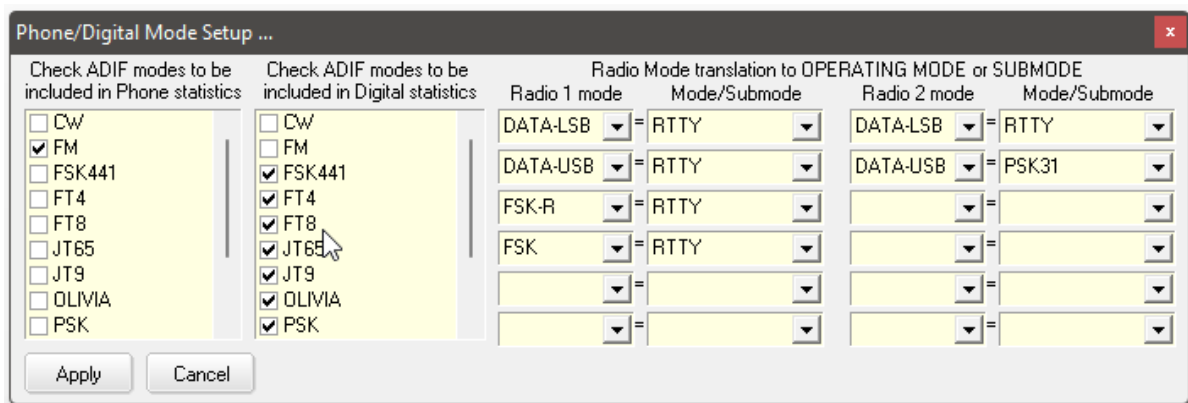 Phone/Digital Mode Setup ...
x
Check ADIF modes to be
included in Phone statistics
CW
FM
FSK441
FT4
FT8
JT65
JT9
OLIVIA
PSK
Check ADIF modes to be
included in Digital statistics
CW
FM
FSK441
FT4
FT8
JT65
JT9
OLIVIA
PSK
Radio Mode translation to OPERATING MODE or SUBMODE
Radio 1 mode Mode/Submode Radio 2 mode Mode/Submode
DATA-LSB = RTTY DATA-LSB = RTTY
DATA-USB = RTTY DATA-USB = PSK31
FSK-R = RTTY =
FSK = RTTY =
= =
= =
Apply Cancel